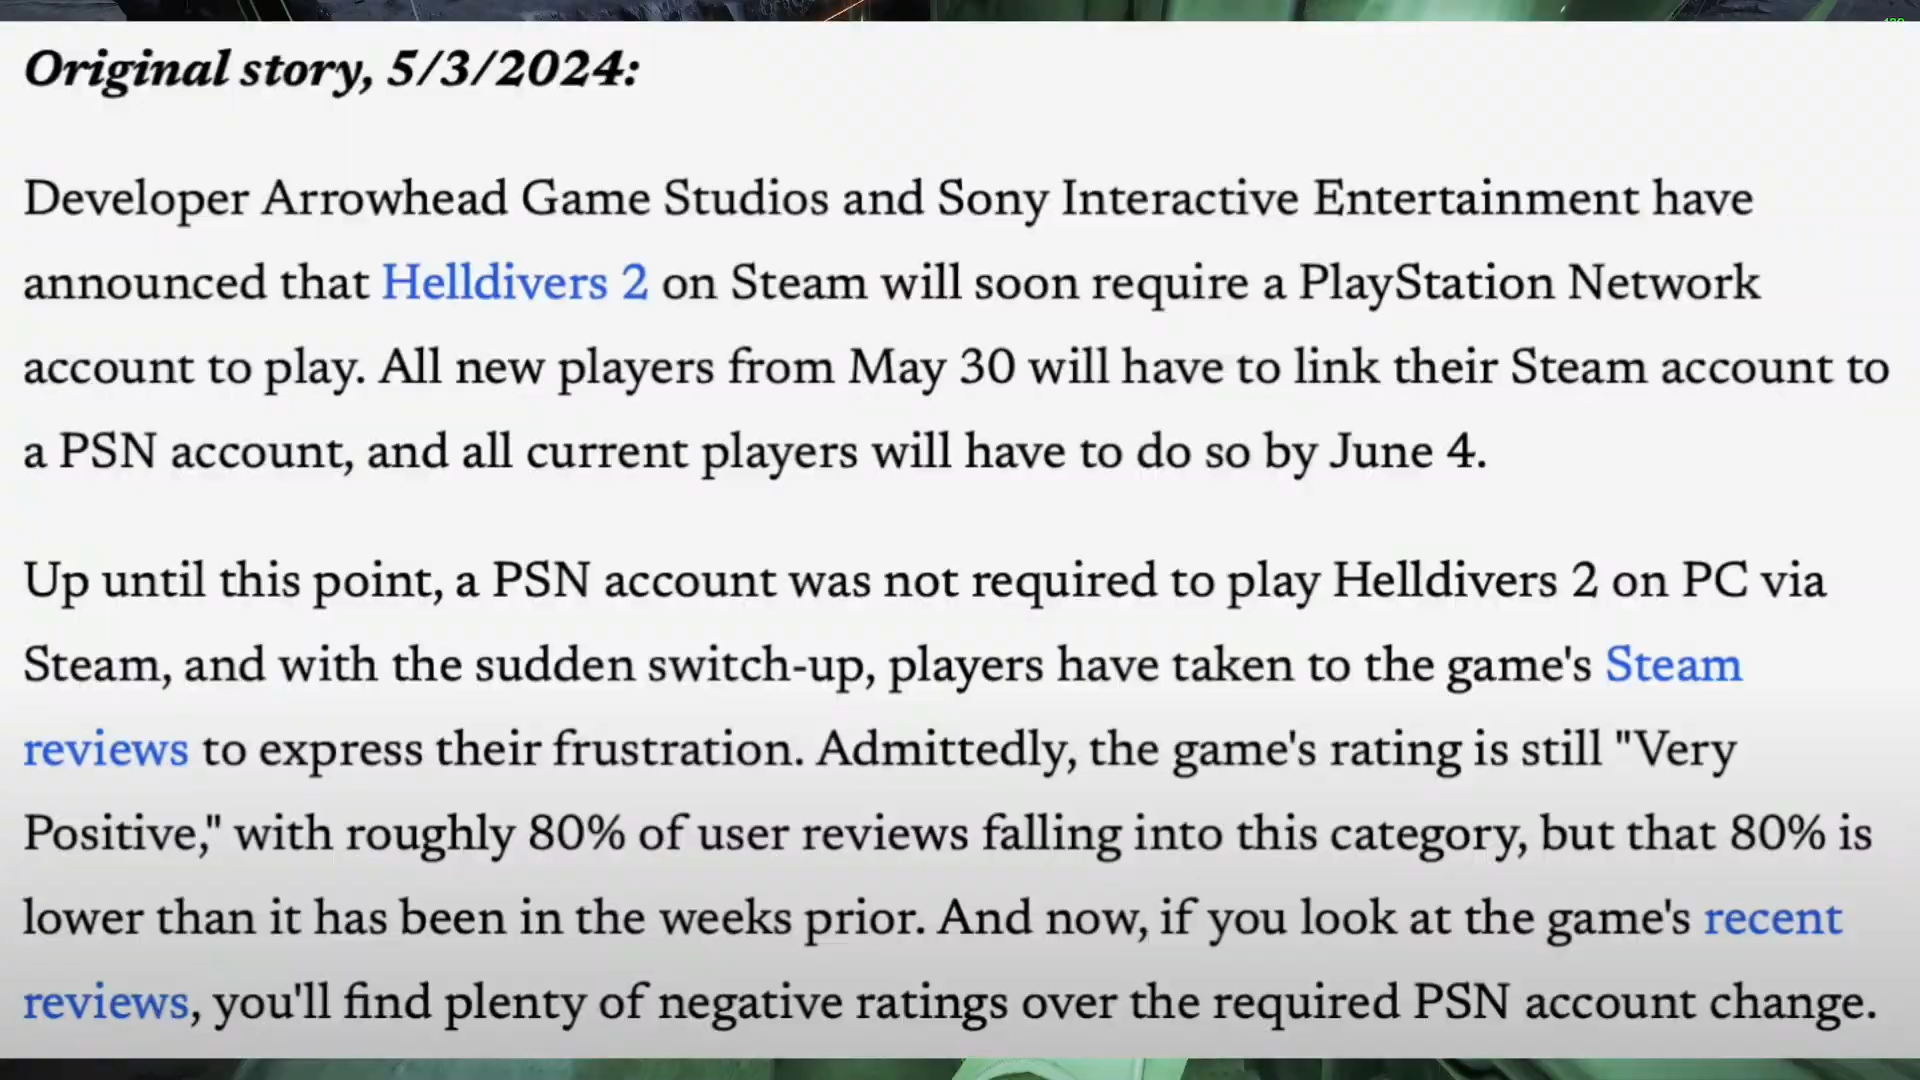 Original story, 5/3/2024:
Developer Arrowhead Game Studios and Sony Interactive Entertainment have
announced that Helldivers 2 on Steam will soon require a PlayStation Network
account to play. All new players from May 30 will have to link their Steam account to
a PSN account, and all current players will have to do so by June 4.
Up until this point, a PSN account was not required to play Helldivers 2 on PC via
Steam, and with the sudden switch-up, players have taken to the game's Steam
reviews to express their frustration. Admittedly, the game's rating is still "Very
Positive," with roughly 80% of user reviews falling into this category, but that 80% is
lower than it has been in the weeks prior. And now, if you look at the game's recent
reviews, you'll find plenty of negative ratings over the required PSN account change.